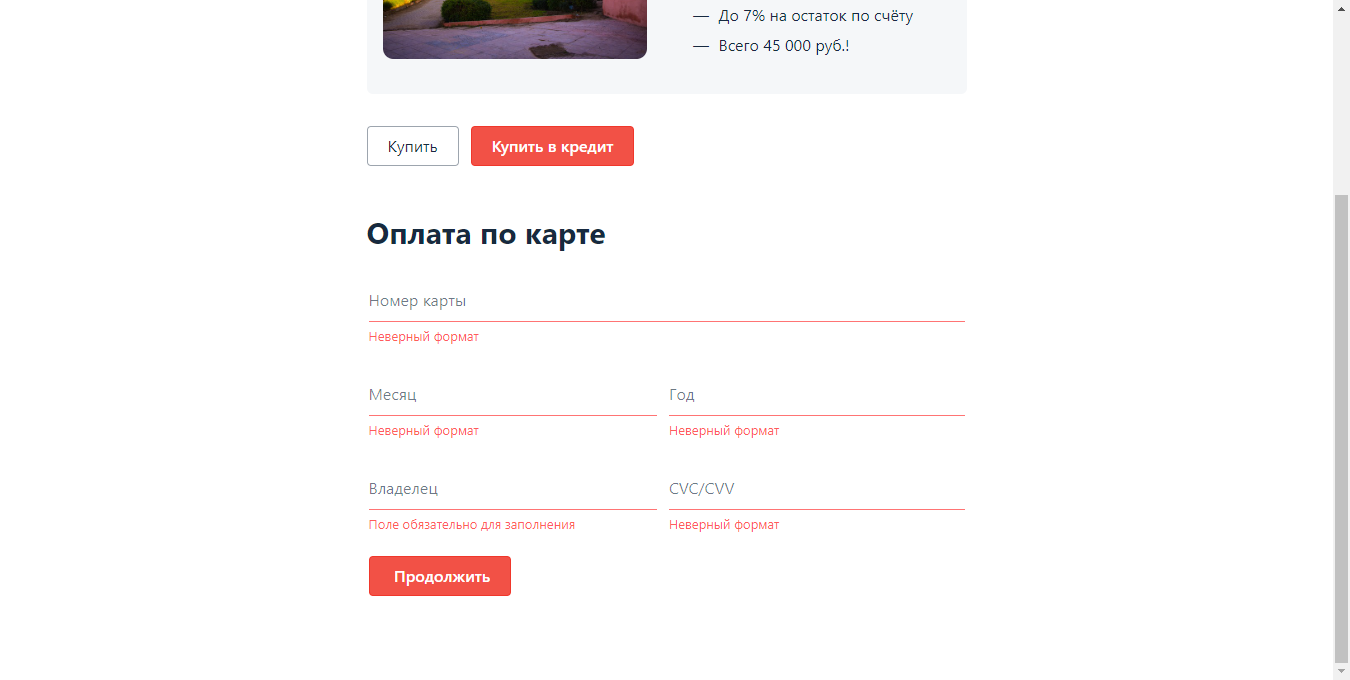 — До 7% на остаток по счёту
— Всего 45 000 руб.!
Купить Купить в кредит
Оплата по карте
Номер карты
Неверный формат
Месяц Год
Неверный формат Неверный формат
Владелец CVC/CVV
Поле обязательно для заполнения Неверный формат
Продолжить